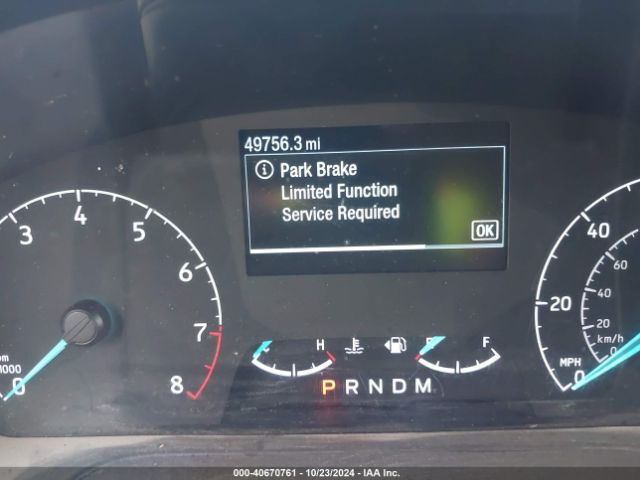 49756.3 mi
Park Brake
Limited Function
Service Required
OK
3 4 5 6 7 8
0
H
F
P R N D M
40
20
0
MPH
60
40
20
km/h
0
000-40670761 - 10/23/2024 - IAA Inc.